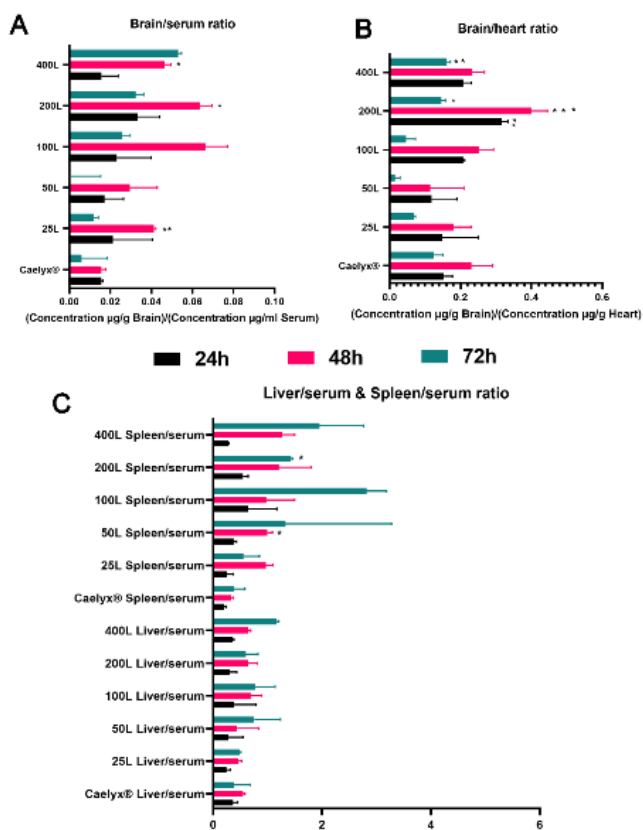 A
Brain/serum ratio
400L
*
200L
*
100L
50L
25L
**
Caelyx®
0.00 0.02 0.04 0.06 0.08 0.10
(Concentration µg/g Brain)/(Concentration µg/ml Serum)
B
Brain/heart ratio
400L
**
200L
*
***
**
100L
50L
25L
Caelyx®
0.0 0.2 0.4 0.6
(Concentration µg/g Brain)/(Concentration µg/g Heart)
24h 48h 72h
C
Liver/serum & Spleen/serum ratio
400L Spleen/serum
200L Spleen/serum
*
100L Spleen/serum
50L Spleen/serum
*
25L Spleen/serum
Caelyx® Spleen/serum
400L Liver/serum
200L Liver/serum
100L Liver/serum
50L Liver/serum
25L Liver/serum
Caelyx® Liver/serum
0 2 4 6